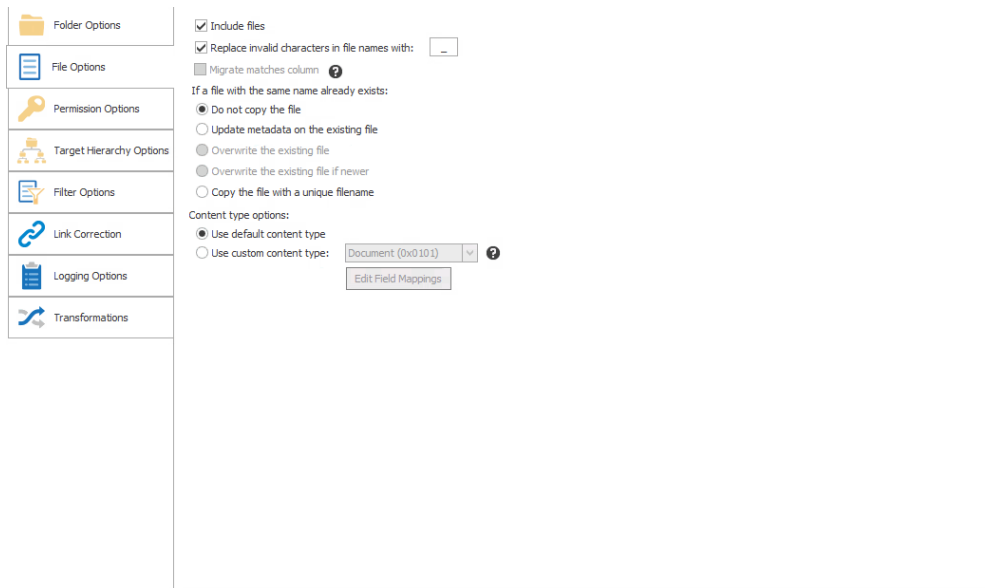 Folder Options
File Options
Permission Options
Target Hierarchy Options
Filter Options
Link Correction
Logging Options
Transformations
Include files
Replace invalid characters in file names with: _
Migrate matches column ?
If a file with the same name already exists:
Do not copy the file
Update metadata on the existing file
Overwrite the existing file
Overwrite the existing file if newer
Copy the file with a unique filename
Content type options:
Use default content type
Use custom content type: Document (0x0101) ?
Edit Field Mappings